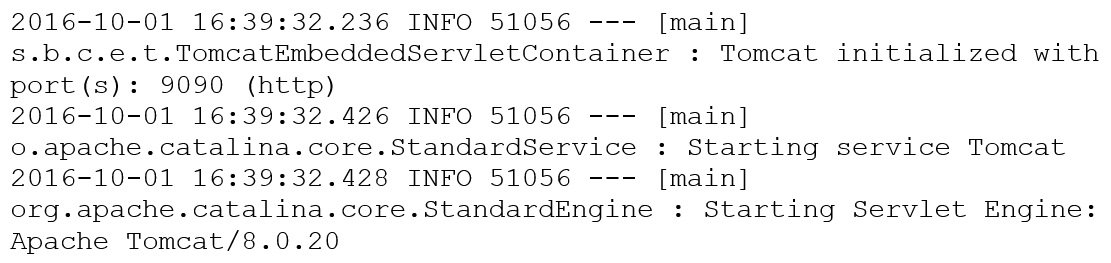 2016-10-01 16:39:32.236 INFO 51056 --- [main]
s.b.c.e.t.TomcatEmbeddedServletContainer : Tomcat initialized with
port(s): 9090 (http)
2016-10-01 16:39:32.426 INFO 51056 --- [main]
o.apache.catalina.core.StandardService : Starting service Tomcat
2016-10-01 16:39:32.428 INFO 51056 --- [main]
org.apache.catalina.core.StandardEngine : Starting Servlet Engine:
Apache Tomcat/8.0.20